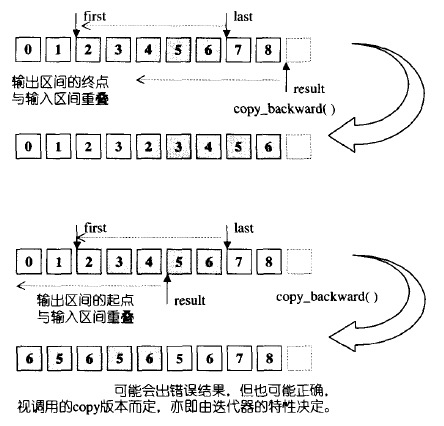 first last
0 1 2 3 4 5 6 7 8
result
输出区间的终点
与输入区间重叠
copy_backward( )
0 1 2 3 2 3 4 5 6
first last
0 1 2 3 4 5 6 7 8
输出区间的起点
与输入区间重叠
result
copy_backward( )
6 5 6 5 6 5 6 7 8
可能会出错误结果，但也可能正确，
视调用的copy版本而定，亦即由迭代器的特性决定。